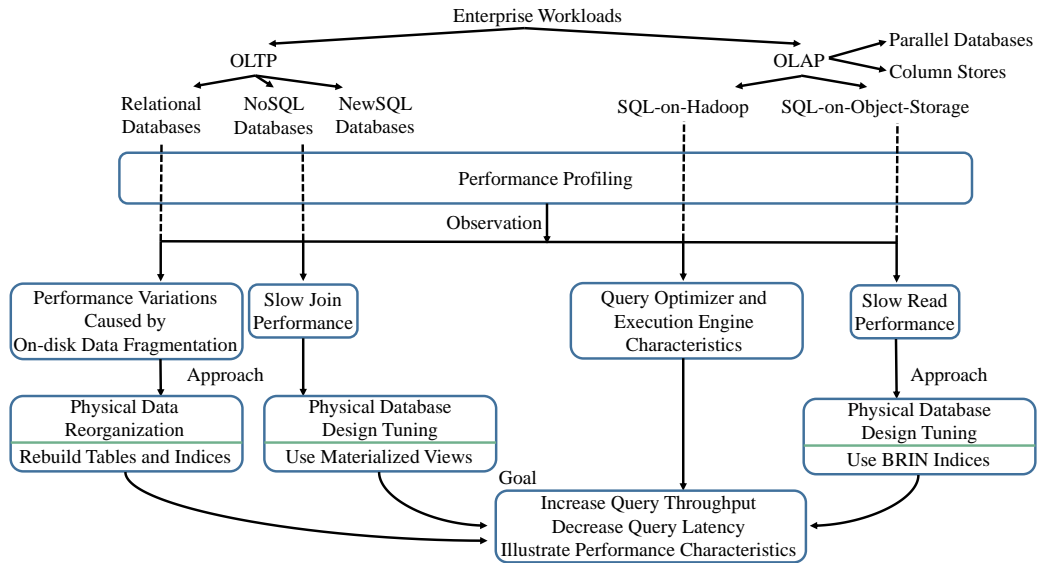 Enterprise Workloads
OLTP
OLAP
Parallel Databases
Column Stores
Relational
Databases
NoSQL
Databases
NewSQL
Databases
SQL-on-Hadoop
SQL-on-Object-Storage
Performance Profiling
Observation
Performance Variations
Caused by
On-disk Data Fragmentation
Slow Join
Performance
Query Optimizer and
Execution Engine
Characteristics
Slow Read
Performance
Approach
Approach
Physical Data
Reorganization
Rebuild Tables and Indices
Physical Database
Design Tuning
Use Materialized Views
Physical Database
Design Tuning
Use BRIN Indices
Goal
Increase Query Throughput
Decrease Query Latency
Illustrate Performance Characteristics